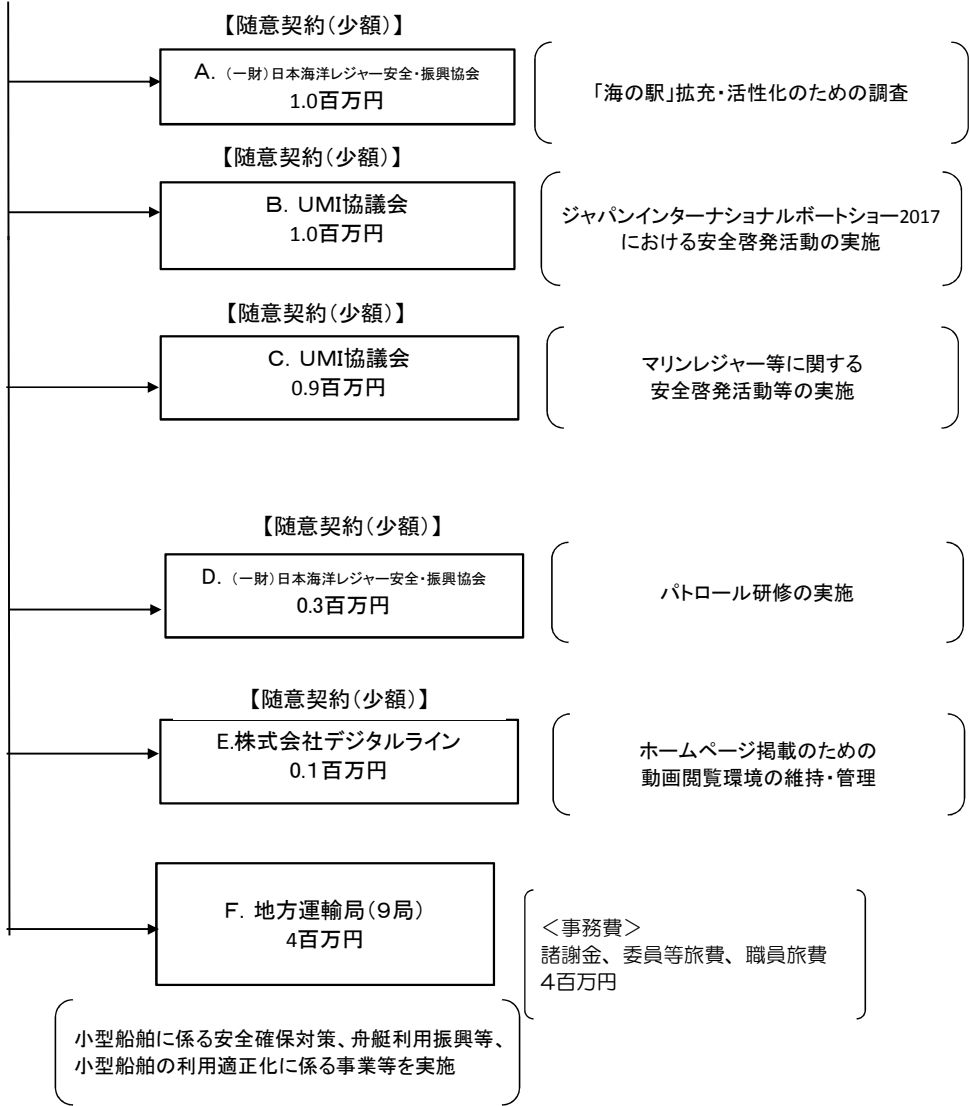 【随意契約(少額)】
A. (一財)日本海洋レジャー安全・振興協会
1.0百万円
「海の駅」拡充・活性化のための調査
【随意契約(少額)】
B. UMI協議会
1.0百万円
ジャパンインターナショナルボートショー2017
における安全啓発活動の実施
【随意契約(少額)】
C. UMI協議会
0.9百万円
マリンレジャー等に関する
安全啓発活動等の実施
【随意契約(少額)】
D. (一財)日本海洋レジャー安全・振興協会
0.3百万円
パトロール研修の実施
【随意契約(少額)】
E.株式会社デジタルライン
0.1百万円
ホームページ掲載のための
動画閲覧環境の維持・管理
F. 地方運輸局(9局)
4百万円
<事務費>
諸謝金、委員等旅費、職員旅費
4百万円
小型船舶に係る安全確保対策、舟艇利用振興等、
小型船舶の利用適正化に係る事業等を実施